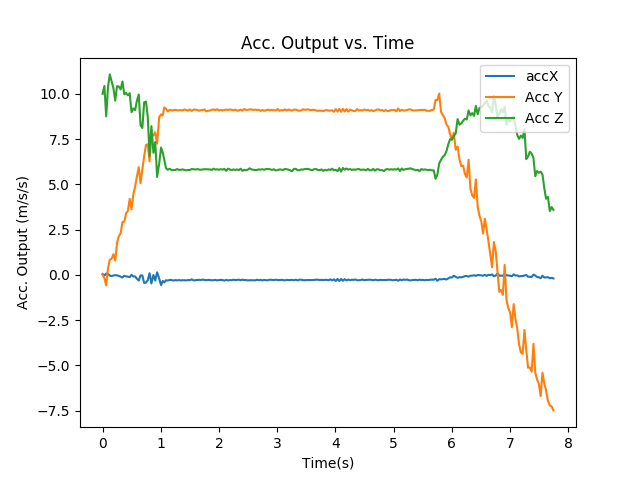 Acc. Output vs. Time
accX
Acc Y
Acc Z
Acc. Output (m/s/s)
10.0
7.5
5.0
2.5
0.0
−2.5
−5.0
−7.5
0 1 2 3 4 5 6 7 8
Time(s)